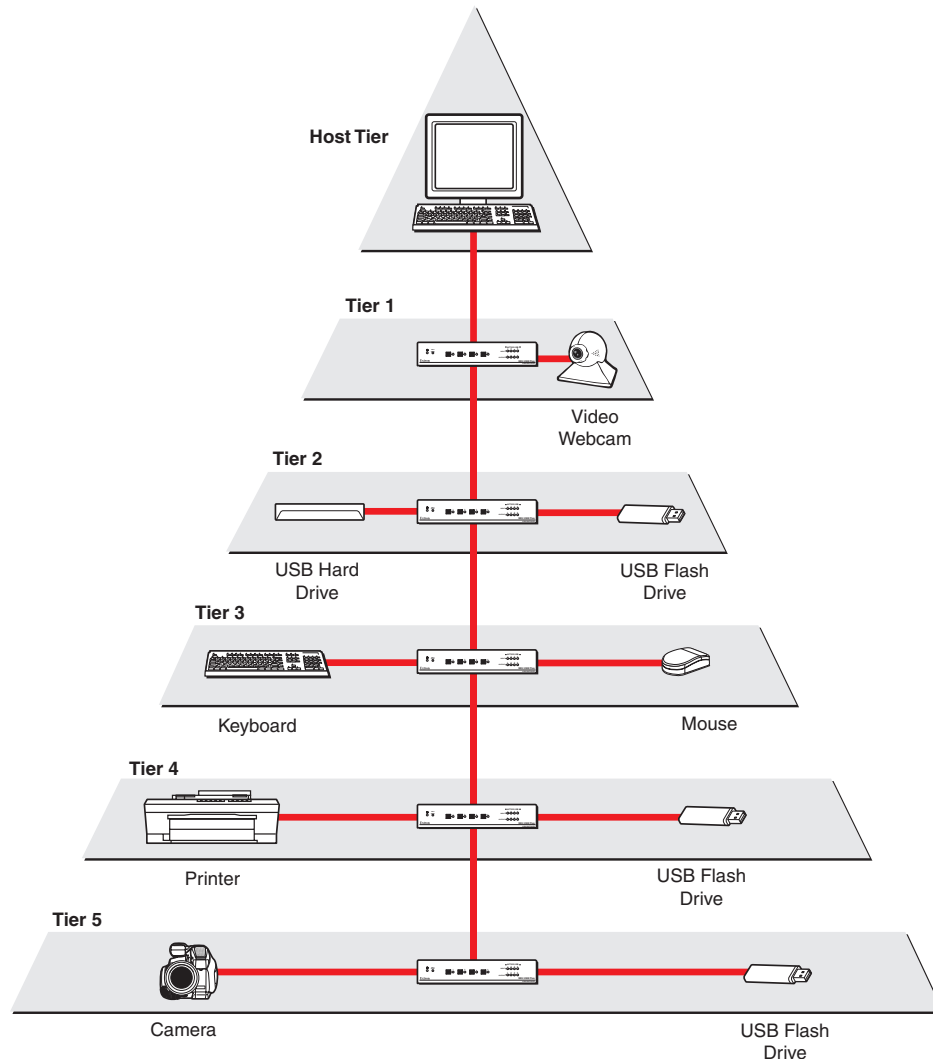 Host Tier
Tier 1
Video
Webcam
Tier 2
USB Hard
Drive
USB Flash
Drive
Tier 3
Keyboard
Mouse
Tier 4
Printer
USB Flash
Drive
Tier 5
Camera
USB Flash
Drive